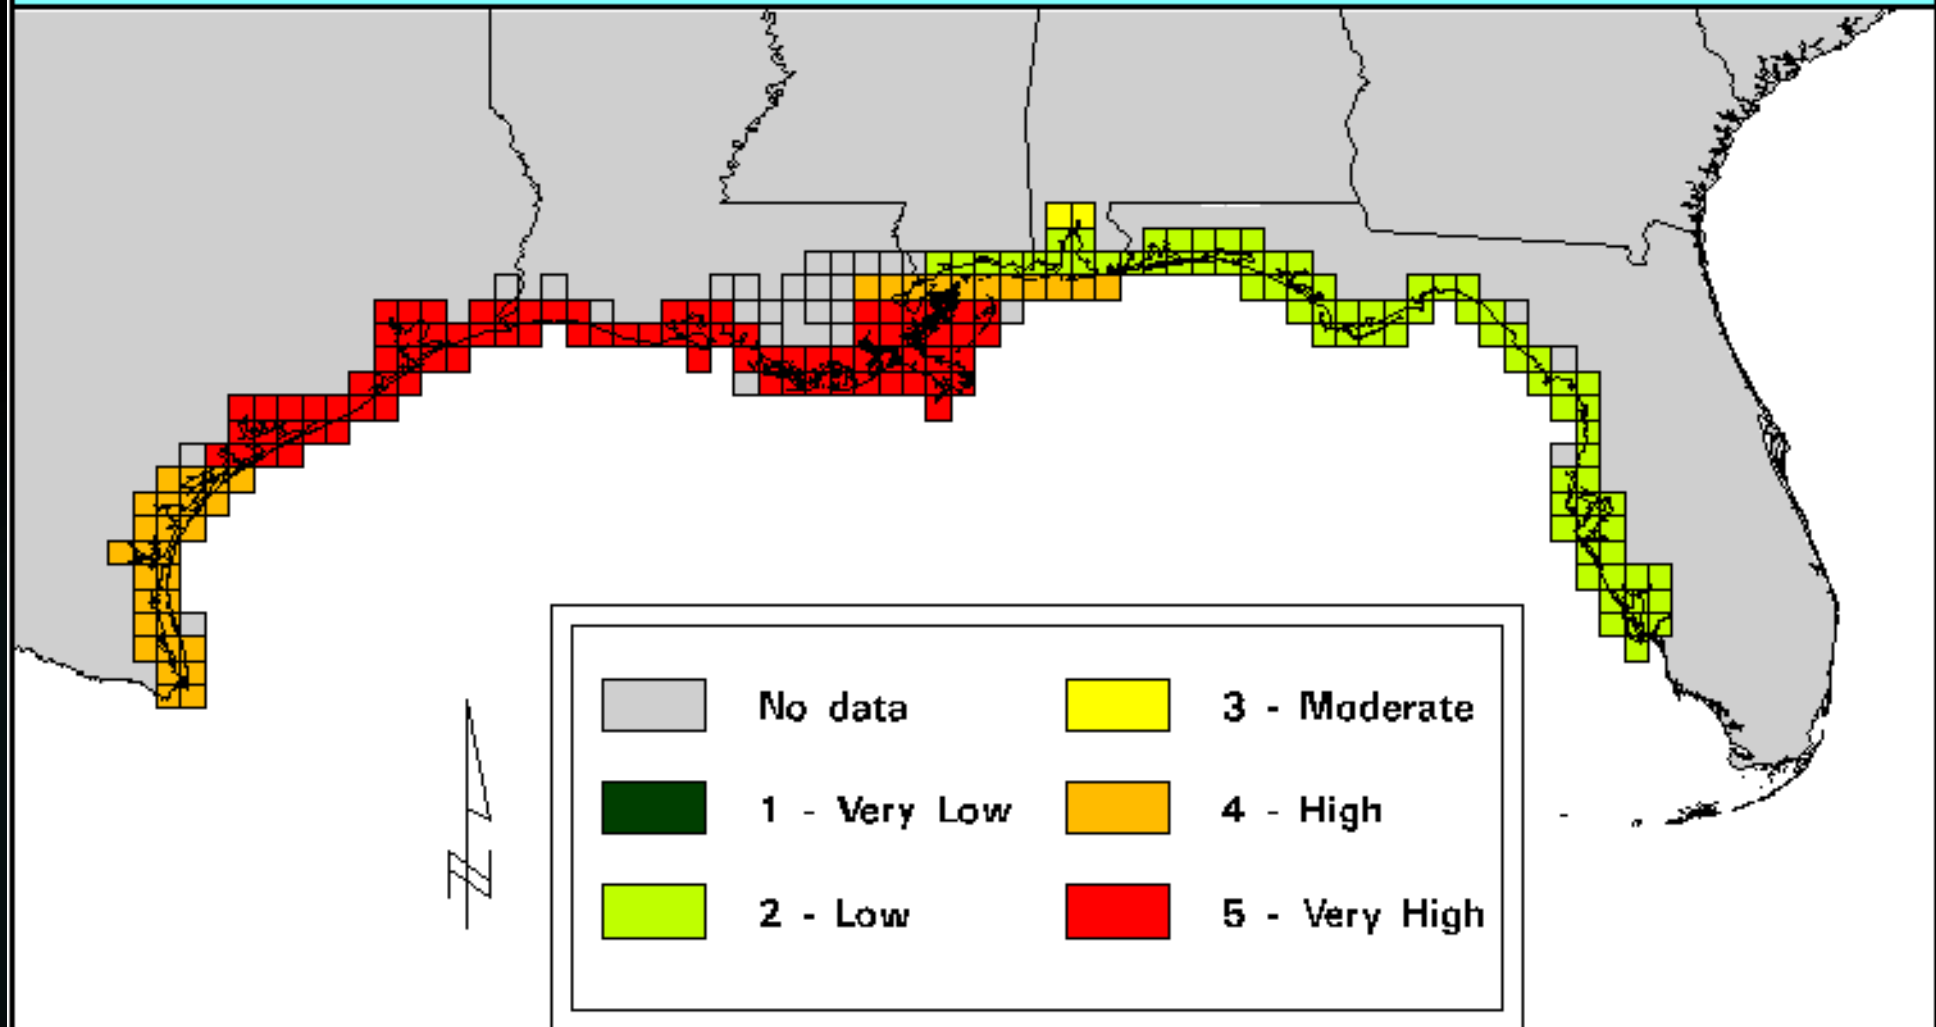 No data
3 - Moderate
1 - Very Low
4 - High
2 - Low
5 - Very High